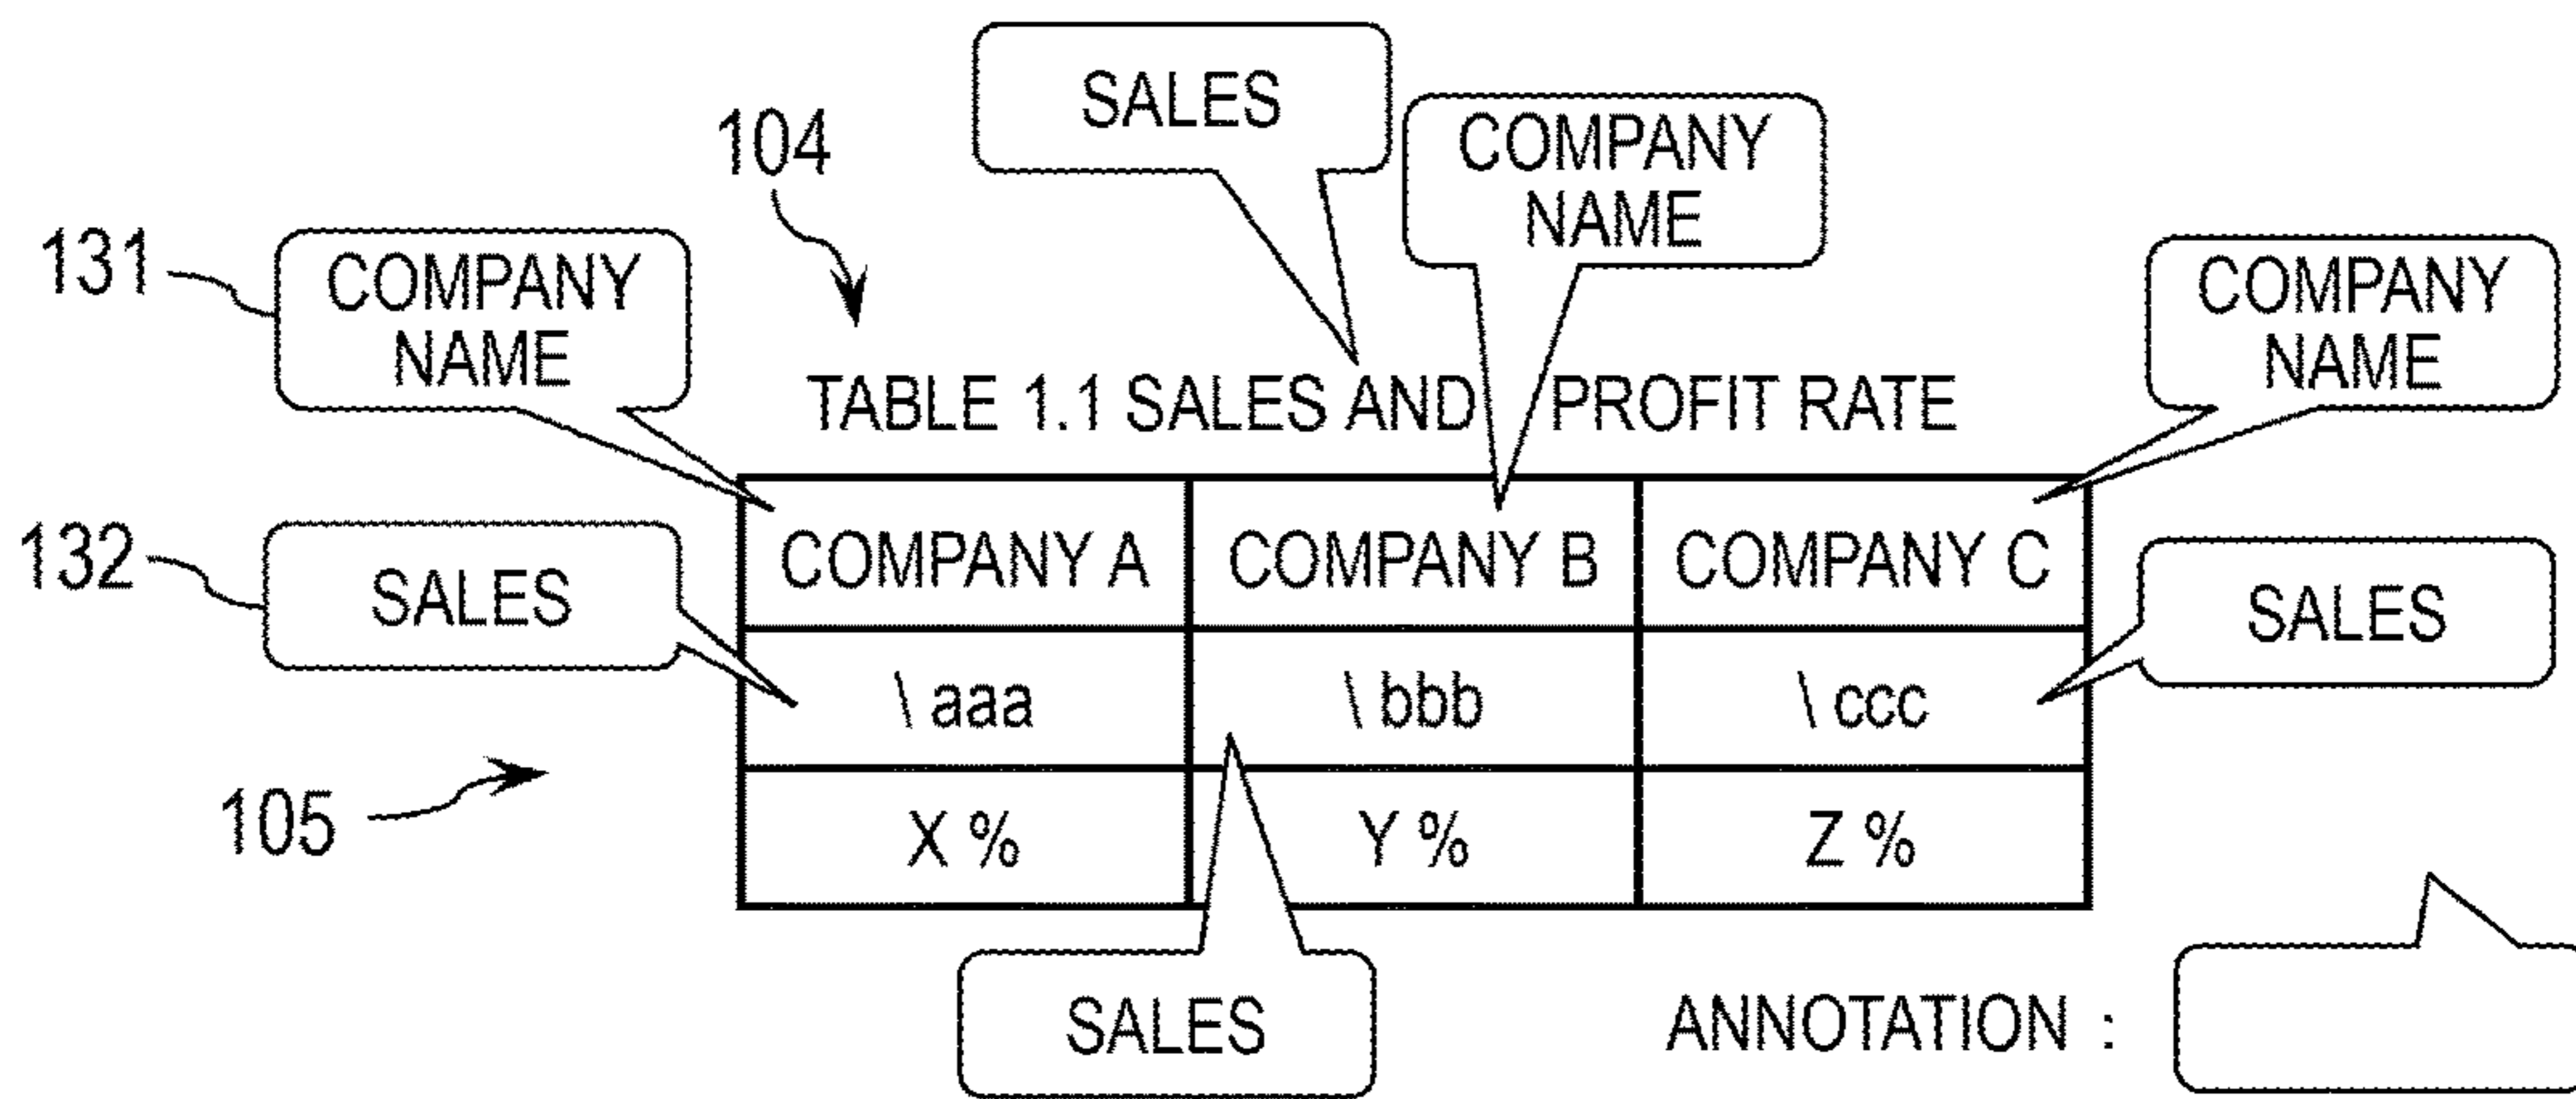 SALES
104
COMPANY
NAME
131
COMPANY
NAME
COMPANY
NAME
TABLE 1.1 SALES AND PROFIT RATE
132
SALES
COMPANY A COMPANY B COMPANY C
SALES
\ aaa \ bbb \ ccc
105
X % Y % Z %
SALES
ANNOTATION :